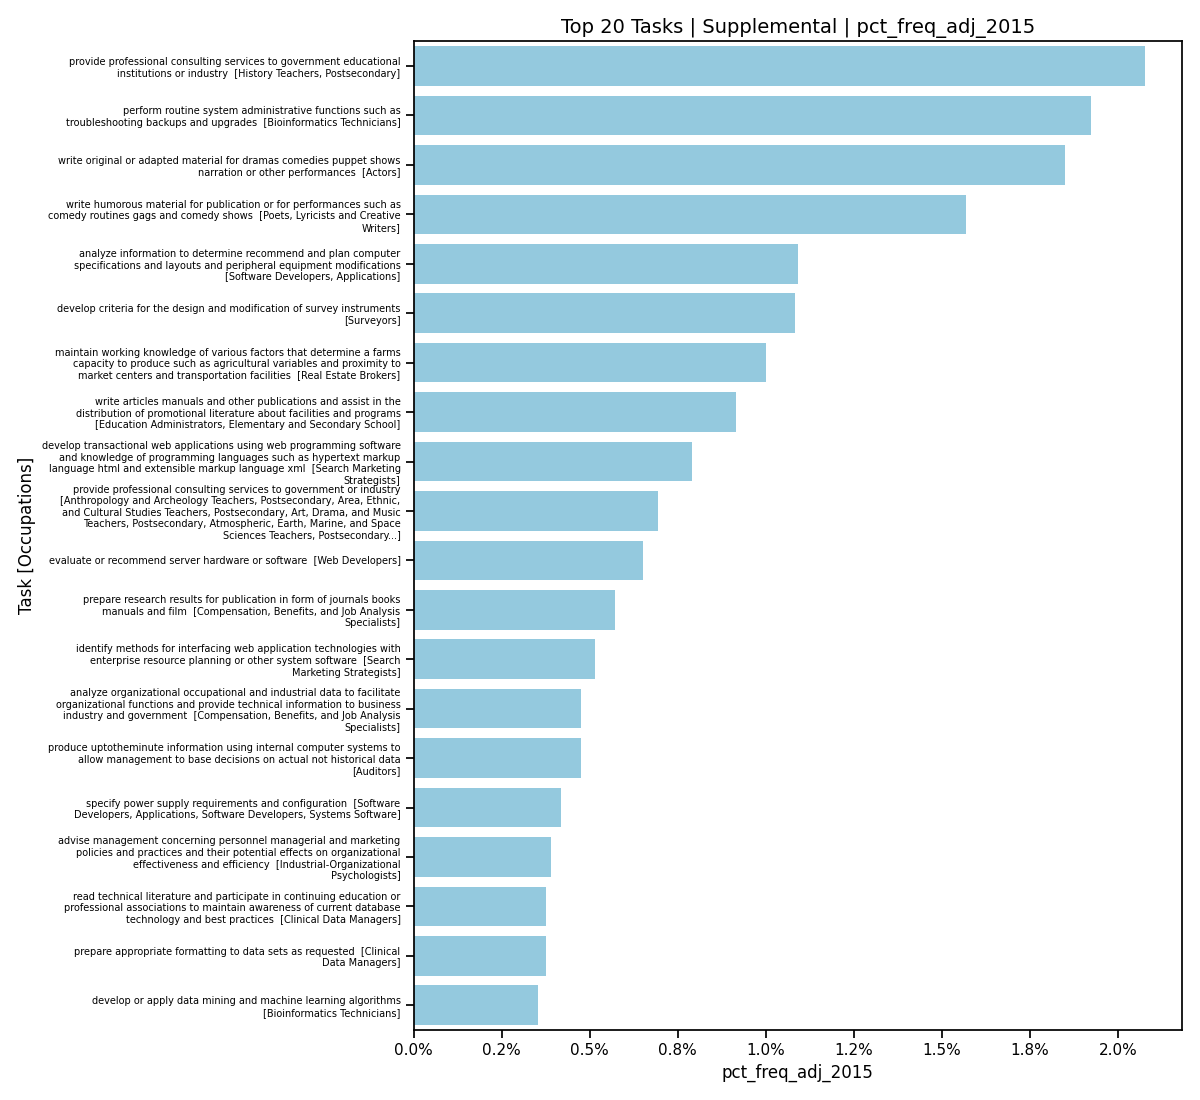 Top 20 Tasks | Supplemental | pct_freq_adj_2015
provide professional consulting services to government educational
institutions or industry  [History Teachers, Postsecondary]
perform routine system administrative functions such as
troubleshooting backups and upgrades  [Bioinformatics Technicians]
write original or adapted material for dramas comedies puppet shows
narration or other performances  [Actors]
write humorous material for publication or for performances such as
comedy routines gags and comedy shows  [Poets, Lyricists and Creative
Writers]
analyze information to determine recommend and plan computer
specifications and layouts and peripheral equipment modifications
[Software Developers, Applications]
develop criteria for the design and modification of survey instruments
[Surveyors]
maintain working knowledge of various factors that determine a farms
capacity to produce such as agricultural variables and proximity to
market centers and transportation facilities  [Real Estate Brokers]
write articles manuals and other publications and assist in the
distribution of promotional literature about facilities and programs
[Education Administrators, Elementary and Secondary School]
develop transactional web applications using web programming software
and knowledge of programming languages such as hypertext markup
language html and extensible markup language xml  [Search Marketing
Strategists]
provide professional consulting services to government or industry
[Anthropology and Archeology Teachers, Postsecondary, Area, Ethnic,
and Cultural Studies Teachers, Postsecondary, Art, Drama, and Music
Teachers, Postsecondary, Atmospheric, Earth, Marine, and Space
Sciences Teachers, Postsecondary...]
evaluate or recommend server hardware or software  [Web Developers]
prepare research results for publication in form of journals books
manuals and film  [Compensation, Benefits, and Job Analysis
Specialists]
identify methods for interfacing web application technologies with
enterprise resource planning or other system software  [Search
Marketing Strategists]
analyze organizational occupational and industrial data to facilitate
organizational functions and provide technical information to business
industry and government  [Compensation, Benefits, and Job Analysis
Specialists]
produce uptotheminute information using internal computer systems to
allow management to base decisions on actual not historical data
[Auditors]
specify power supply requirements and configuration  [Software
Developers, Applications, Software Developers, Systems Software]
advise management concerning personnel managerial and marketing
policies and practices and their potential effects on organizational
effectiveness and efficiency  [Industrial-Organizational
Psychologists]
read technical literature and participate in continuing education or
professional associations to maintain awareness of current database
technology and best practices  [Clinical Data Managers]
prepare appropriate formatting to data sets as requested  [Clinical
Data Managers]
develop or apply data mining and machine learning algorithms
[Bioinformatics Technicians]
Task [Occupations]
0.0% 0.2% 0.5% 0.8% 1.0% 1.2% 1.5% 1.8% 2.0%
pct_freq_adj_2015